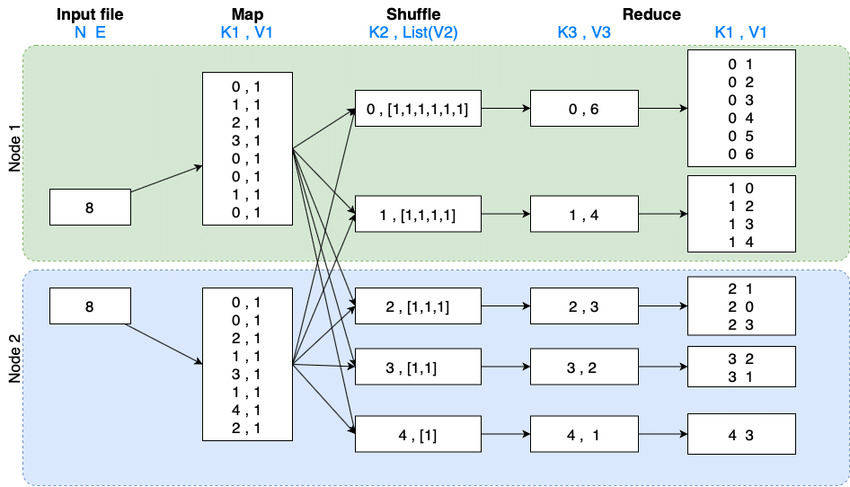 Input file
N E
Map
K1 , V1
Shuffle
K2 , List(V2)
Reduce
K3 , V3
K1 , V1
Node 1
8
0 , 1
1 , 1
2 , 1
3 , 1
0 , 1
0 , 1
1 , 1
0 , 1
0 , [1,1,1,1,1,1]
0 , 6
0 1
0 2
0 3
0 4
0 5
0 6
1 , [1,1,1,1]
1 , 4
1 0
1 2
1 3
1 4
Node 2
8
0 , 1
0 , 1
2 , 1
1 , 1
3 , 1
1 , 1
4 , 1
2 , 1
2 , [1,1,1]
2 , 3
2 1
2 0
2 3
3 , [1,1]
3 , 2
3 2
3 1
4 , [1]
4 , 1
4 3